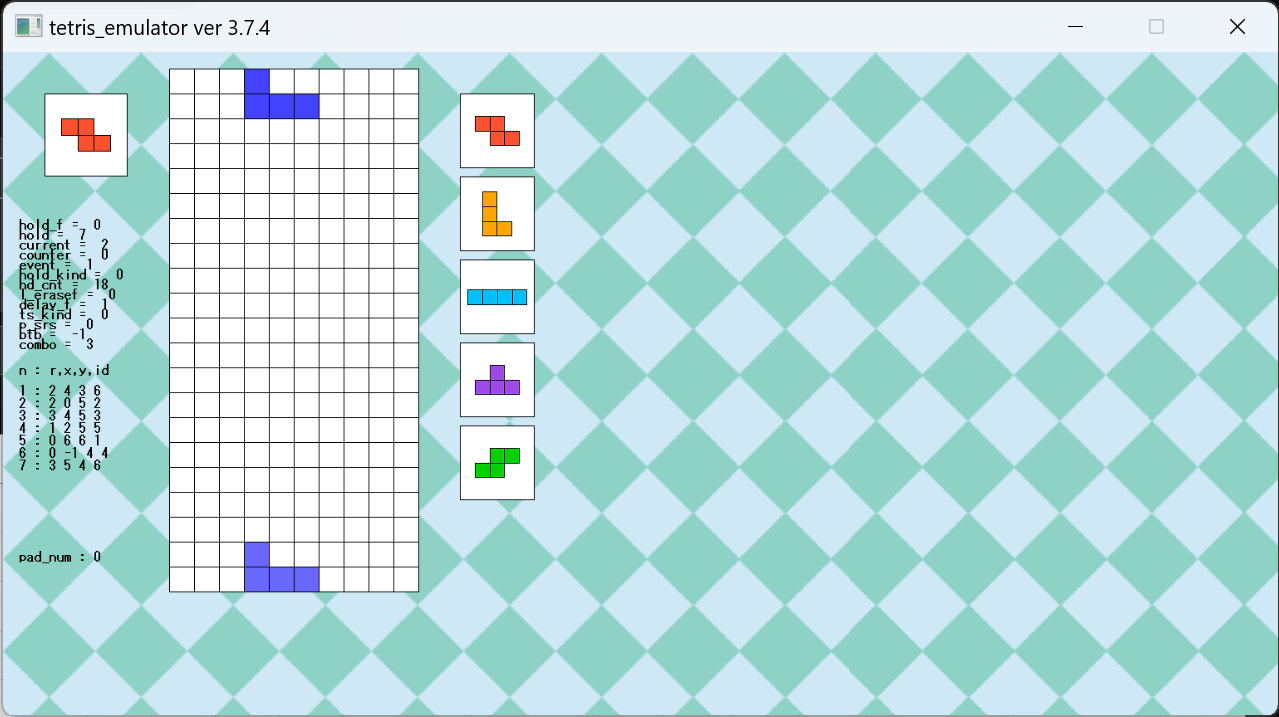 tetris_emulator ver 3.7.4
hold_f = 0
hold = 7
current = 2
counter = 0
event = 1
hold_kind = 0
hd_cnt = 18
l_erasef = 0
delay_f = 1
ts_kind = 0
p_srs = 0
btb = -1
combo = 3
n : r,x,y,id
1 : 2 4 3 6
2 : 2 0 5 2
3 : 3 4 5 3
4 : 1 2 5 5
5 : 0 6 6 1
6 : 0 -1 4 4
7 : 3 5 4 6
pad_num : 0